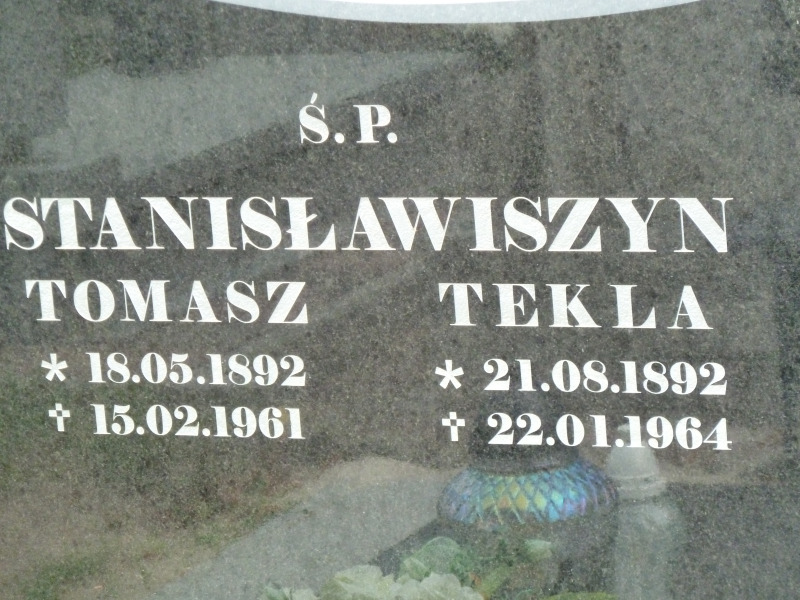 Ś.P.
STANISŁAWISZYN
TOMASZ TEKLA
* 18.05.1892 * 21.08.1892
✝ 15.02.1961 ✝ 22.01.1964